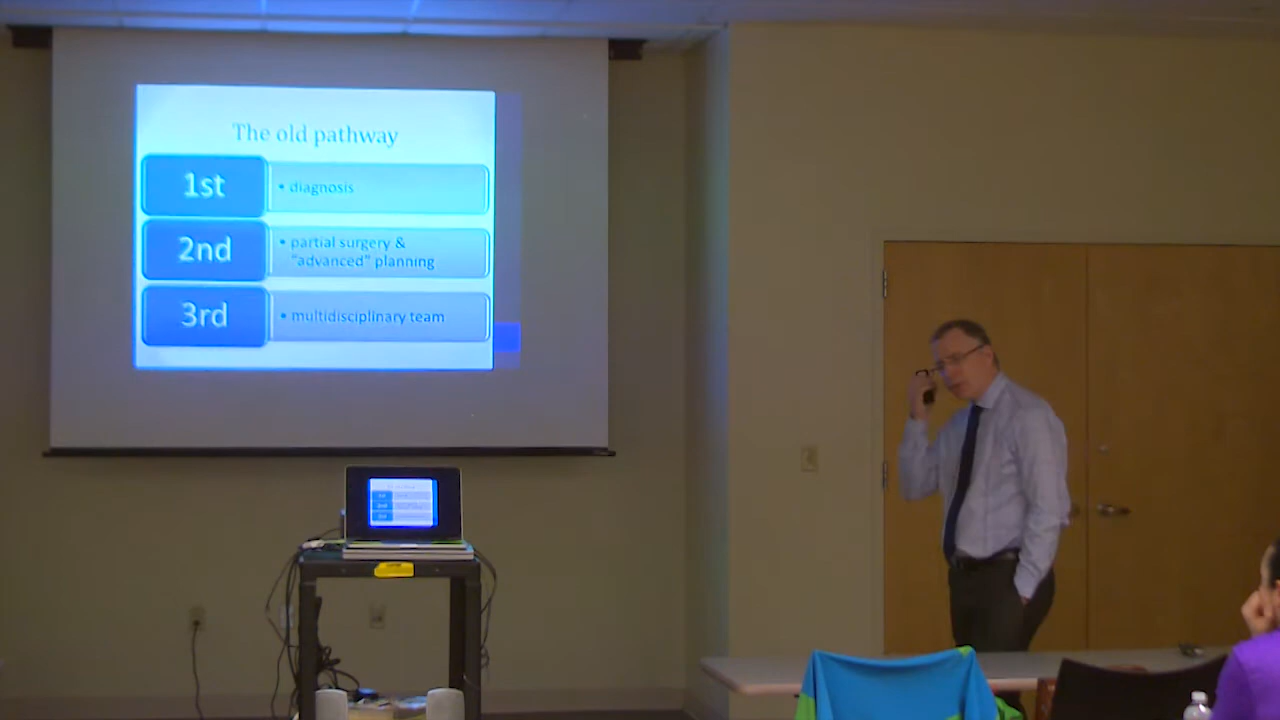 The old pathway
1st
• diagnosis
2nd
• partial surgery &
"advanced" planning
3rd
• multidisciplinary team